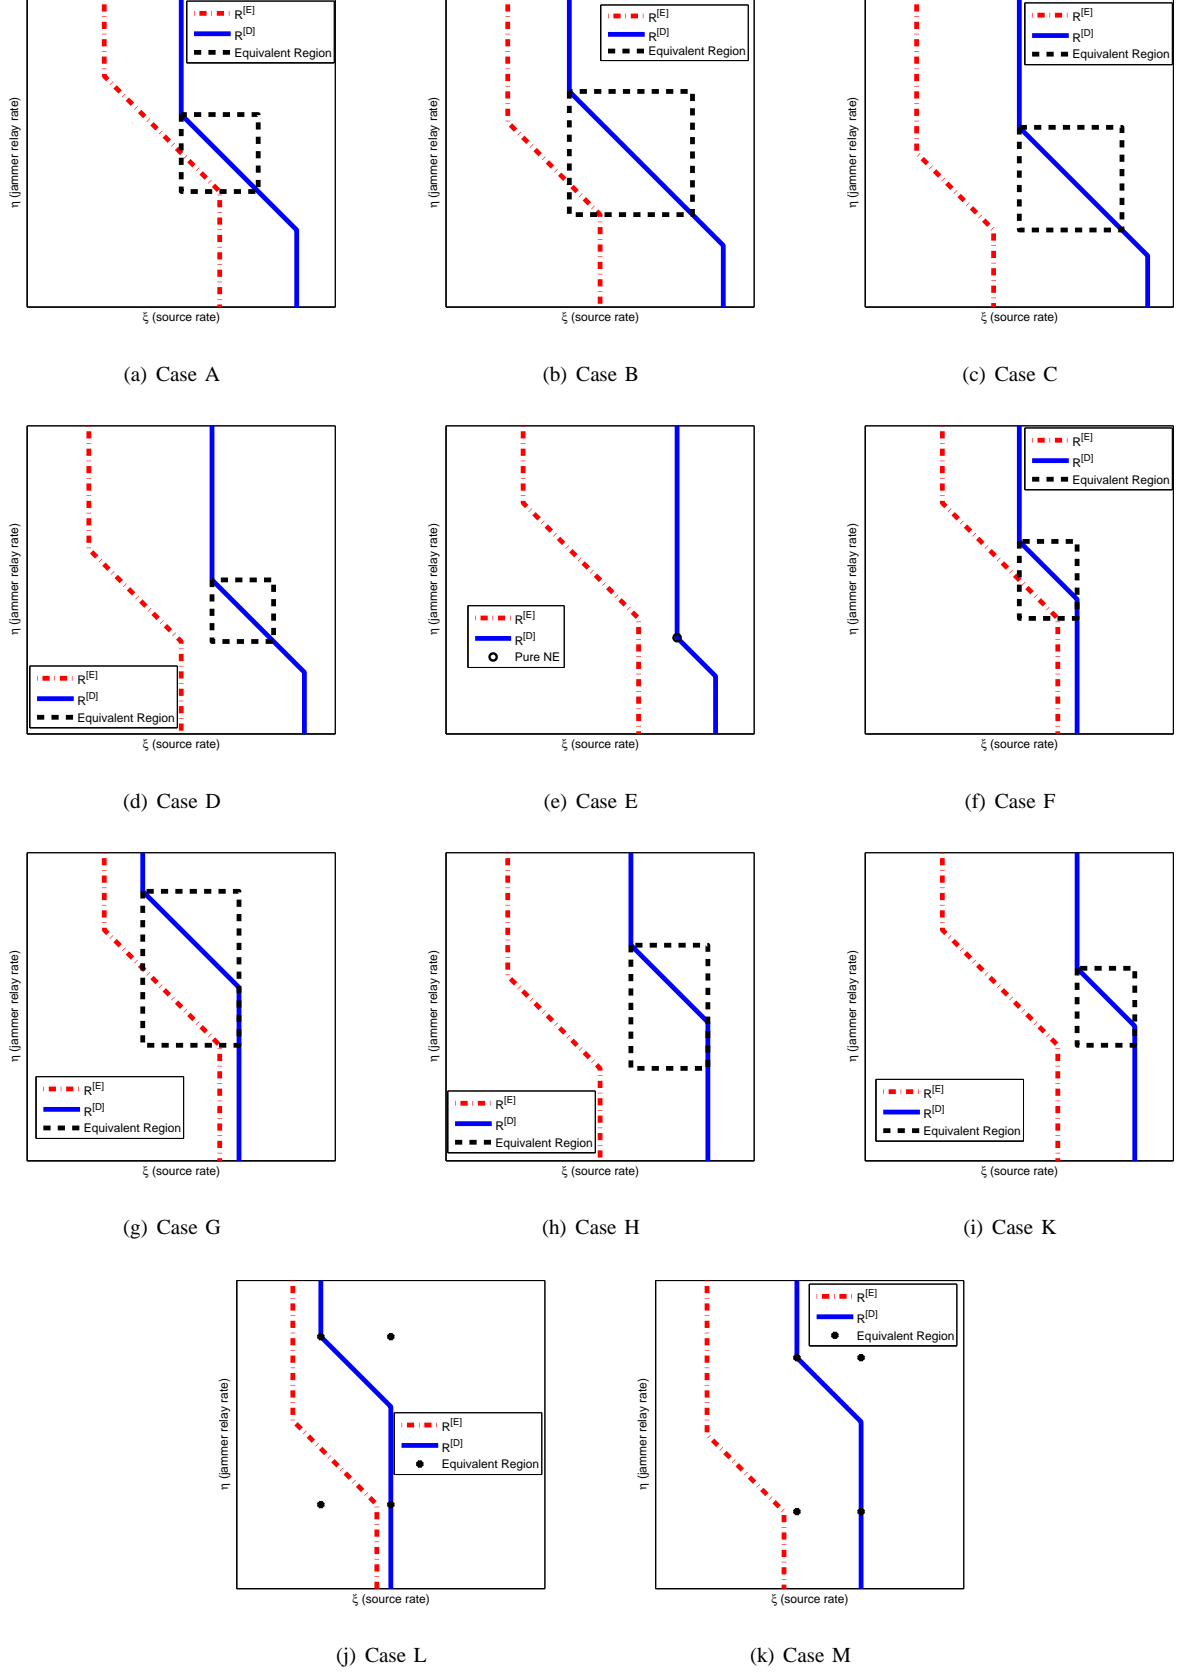 R[E]
R[D]
Equivalent Region
η (jammer relay rate)
ξ (source rate)
(a) Case A
R[E]
R[D]
Equivalent Region
η (jammer relay rate)
ξ (source rate)
(b) Case B
R[E]
R[D]
Equivalent Region
η (jammer relay rate)
ξ (source rate)
(c) Case C
η (jammer relay rate)
R[E]
R[D]
Equivalent Region
ξ (source rate)
(d) Case D
η (jammer relay rate)
R[E]
R[D]
Pure NE
ξ (source rate)
(e) Case E
R[E]
R[D]
Equivalent Region
η (jammer relay rate)
ξ (source rate)
(f) Case F
η (jammer relay rate)
R[E]
R[D]
Equivalent Region
ξ (source rate)
(g) Case G
η (jammer relay rate)
R[E]
R[D]
Equivalent Region
ξ (source rate)
(h) Case H
η (jammer relay rate)
R[E]
R[D]
Equivalent Region
ξ (source rate)
(i) Case K
η (jammer relay rate)
R[E]
R[D]
Equivalent Region
ξ (source rate)
(j) Case L
R[E]
R[D]
Equivalent Region
η (jammer relay rate)
ξ (source rate)
(k) Case M